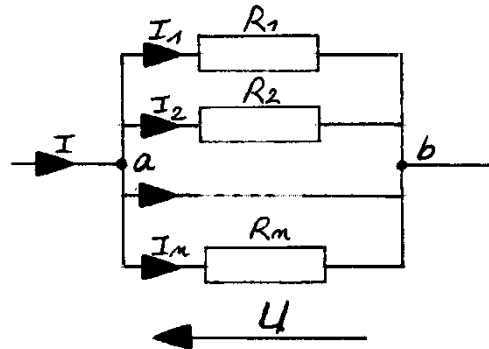 I₁ R₁
I₂ R₂
I a b
Iₙ Rₙ
U